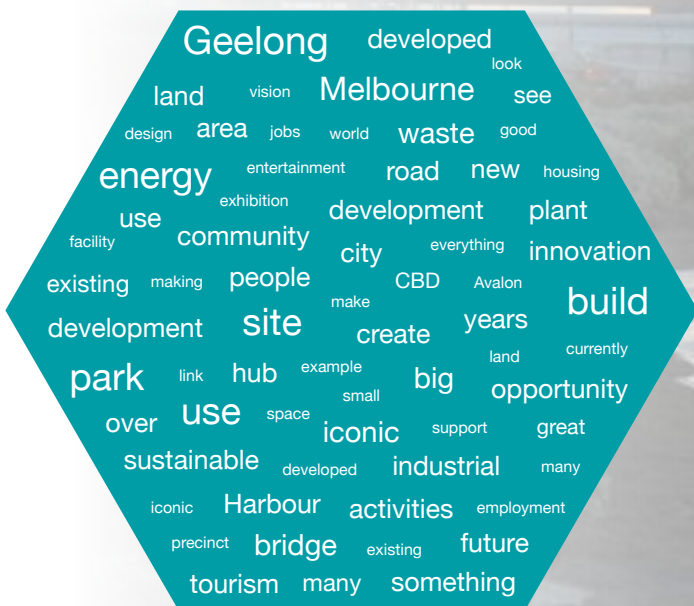 Geelong developed
look
land vision Melbourne see
design area jobs world waste good
energy entertainment road new housing
use exhibition development plant
facility community city everything innovation
existing making people CBD Avalon
make build
development site create years
land currently
park link hub example big opportunity
small
over use space iconic support great
sustainable developed industrial many
iconic Harbour activities employment
precinct bridge existing future
tourism many something